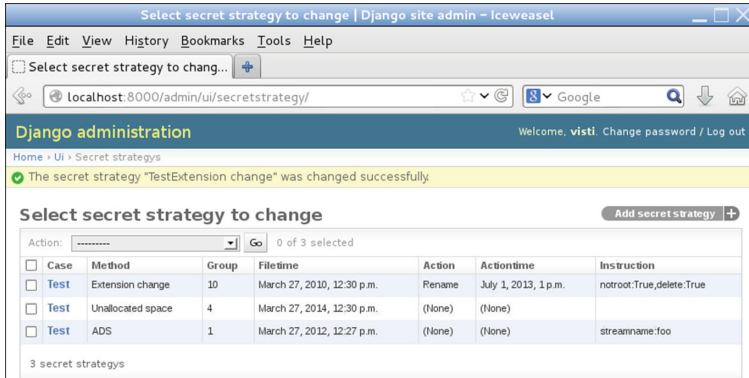 Select secret strategy to change | Django site admin - Iceweasel
File Edit View History Bookmarks Tools Help
Select secret strategy to chang...
localhost:8000/admin/ui/secretstrategy/ Google
Django administration Welcome, visti. Change password / Log out
Home › Ui › Secret strategys
The secret strategy "TestExtension change" was changed successfully.
Select secret strategy to change Add secret strategy +
Action: --------- Go 0 of 3 selected
Case Method Group Filetime Action Actiontime Instruction
Test Extension change 10 March 27, 2010, 12:30 p.m. Rename July 1, 2013, 1 p.m. notroot:True,delete:True
Test Unallocated space 4 March 27, 2014, 12:30 p.m. (None) (None)
Test ADS 1 March 27, 2012, 12:27 p.m. (None) (None) streamname:foo
3 secret strategys